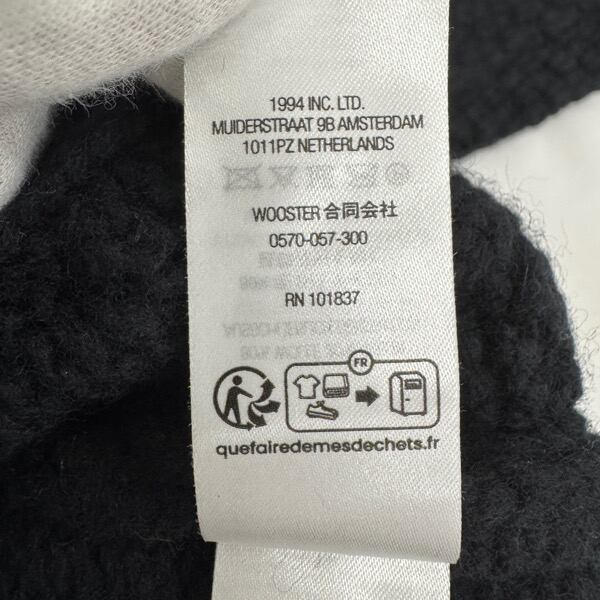 1994 INC. LTD.
MUIDERSTRAAT 9B AMSTERDAM
1011PZ NETHERLANDS
WOOSTER 合同会社
0570-057-300
RN 101837
FR
quefairedemesdechets.fr